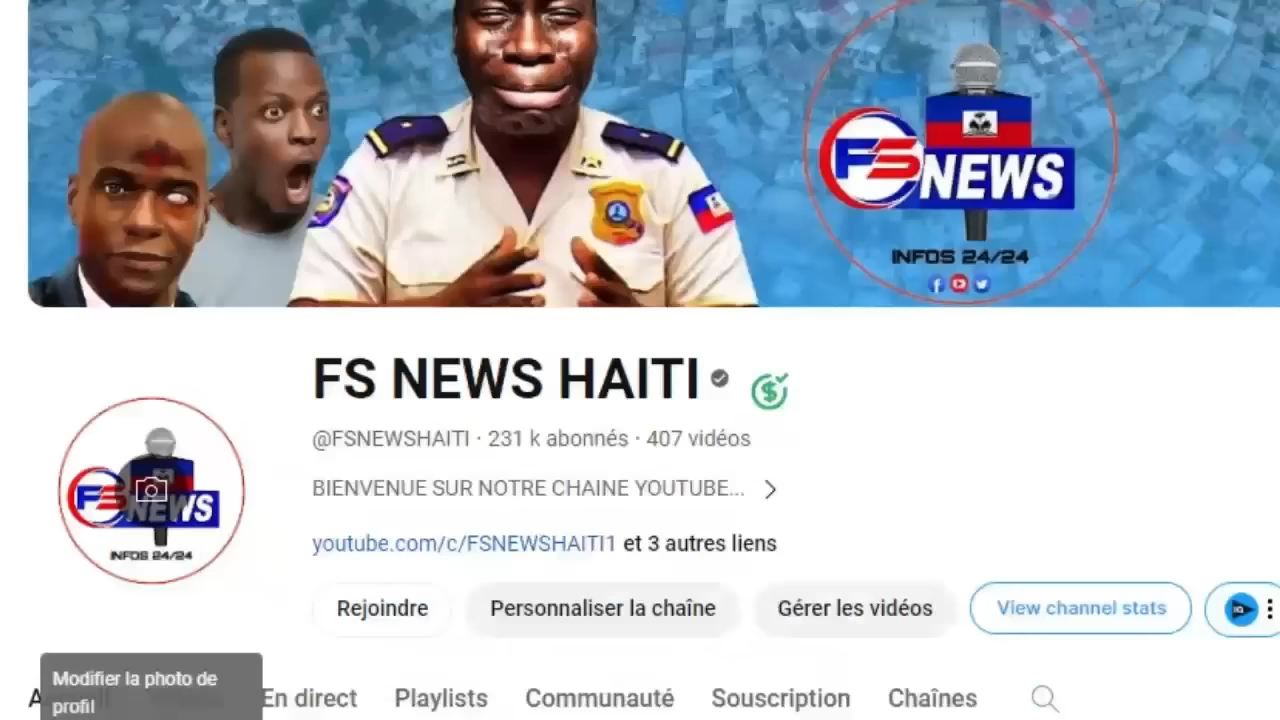 FS NEWS
INFOS 24/24
FS NEWS HAITI
@FSNEWSHAITI · 231 k abonnés · 407 vidéos
BIENVENUE SUR NOTRE CHAINE YOUTUBE...
youtube.com/c/FSNEWSHAITI1 et 3 autres liens
FS NEWS
INFOS 24/24
Rejoindre Personnaliser la chaîne Gérer les vidéos View channel stats
Modifier la photo de
profil
En direct Playlists Communauté Souscription Chaînes